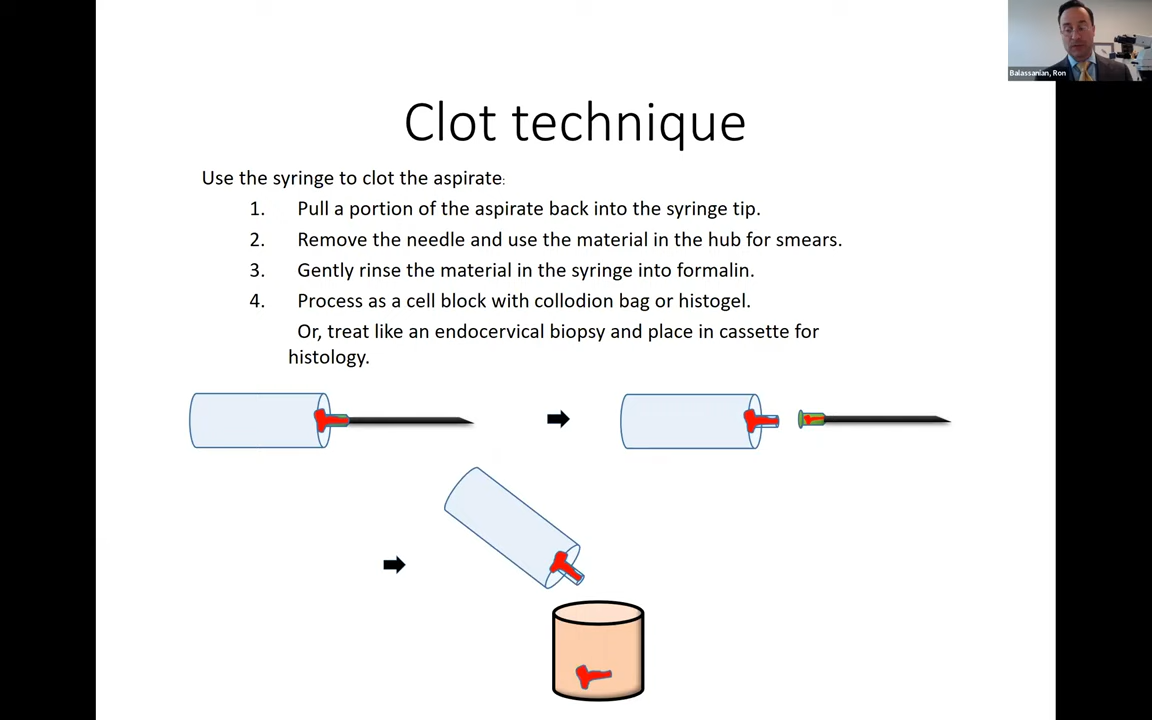 Balassanian, Ron
Clot technique
Use the syringe to clot the aspirate:
1. Pull a portion of the aspirate back into the syringe tip.
2. Remove the needle and use the material in the hub for smears.
3. Gently rinse the material in the syringe into formalin.
4. Process as a cell block with collodion bag or histogel.
Or, treat like an endocervical biopsy and place in cassette for
histology.